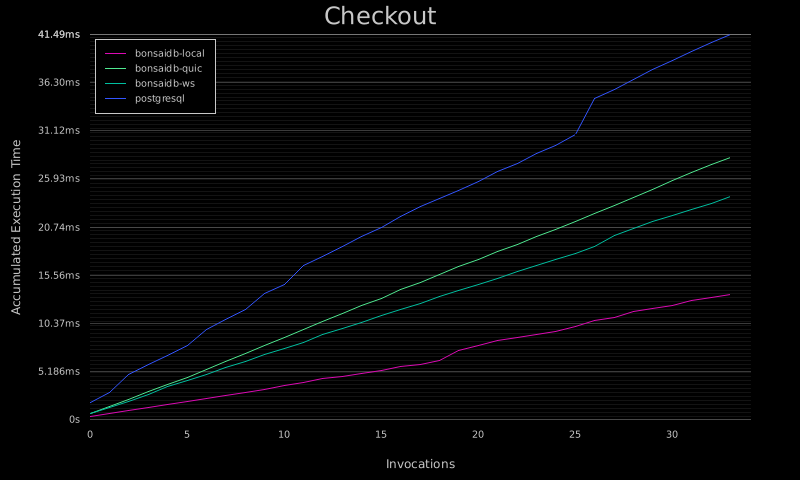 Checkout
41.49ms
36.30ms
31.12ms
25.93ms
20.74ms
15.56ms
10.37ms
5.186ms
0s
bonsaidb-local
bonsaidb-quic
bonsaidb-ws
postgresql
Accumulated Execution Time
0 5 10 15 20 25 30
Invocations